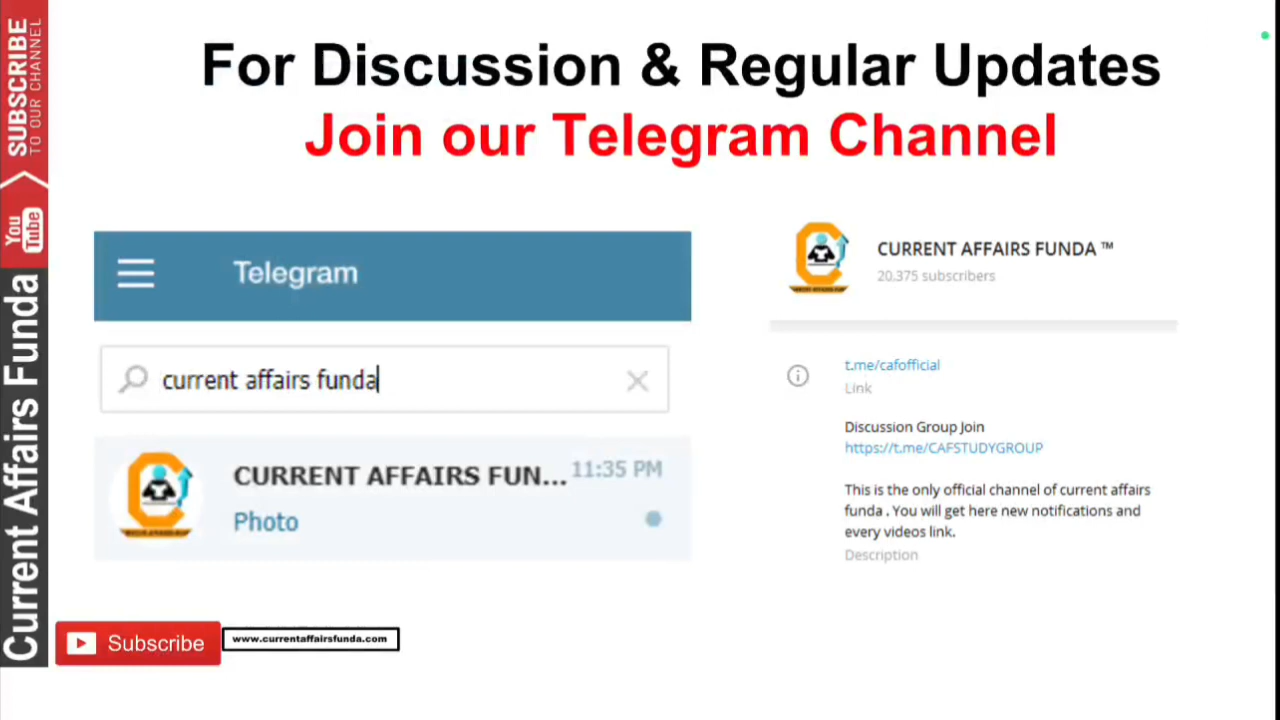 SUBSCRIBE
TO OUR CHANNEL
You
Tube
Current Affairs Funda
For Discussion & Regular Updates
Join our Telegram Channel
Telegram
current affairs funda
CURRENT AFFAIRS FUN...
11:35 PM
Photo
CURRENT AFFAIRS FUNDA ™
20,375 subscribers
t.me/cafofficial
Link
Discussion Group Join
https://t.me/CAFSTUDYGROUP
This is the only official channel of current affairs
funda . You will get here new notifications and
every videos link.
Description
Subscribe
www.currentaffairsfunda.com